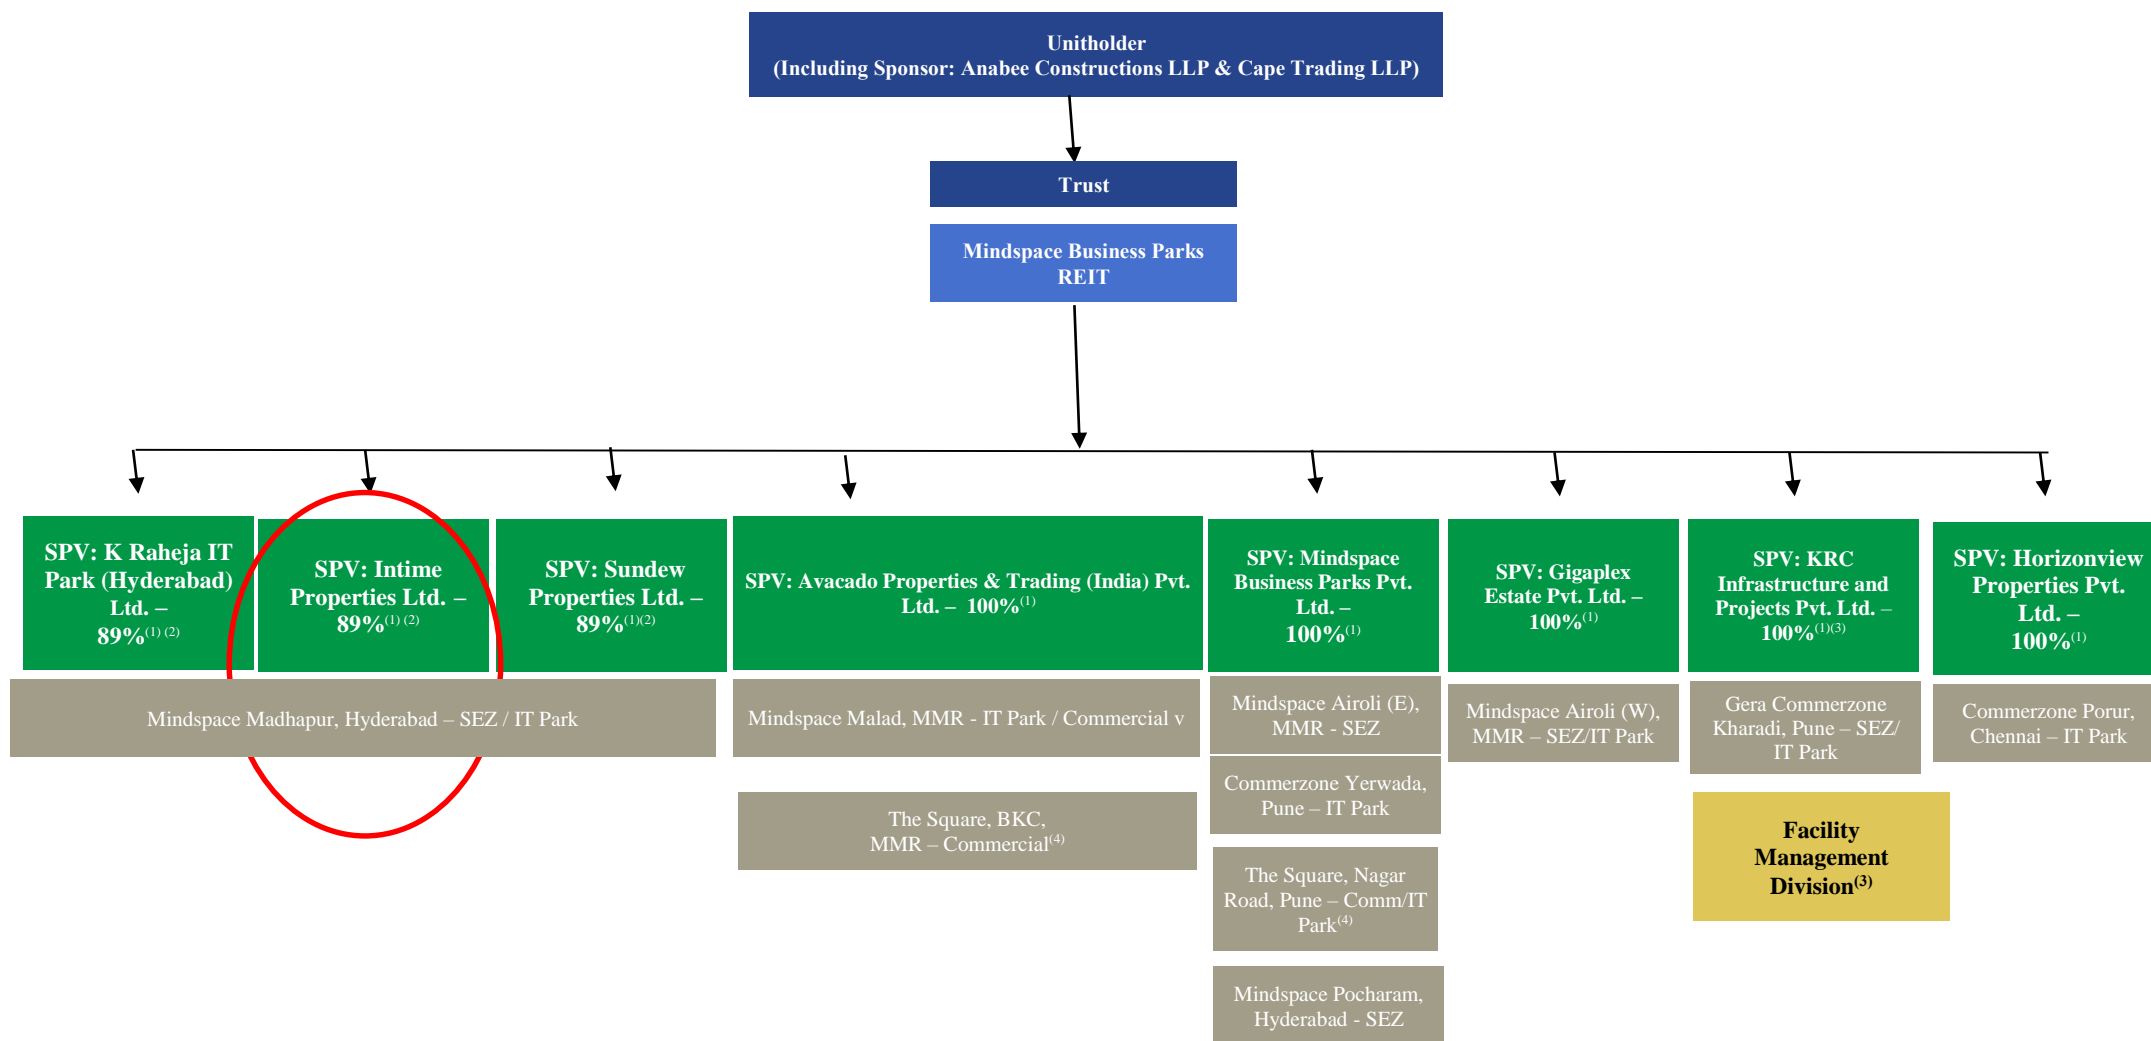 Unitholder
(Including Sponsor: Anabee Constructions LLP & Cape Trading LLP)
Trust
Mindspace Business Parks
REIT
SPV: K Raheja IT
Park (Hyderabad)
Ltd. –
89%(1) (2)
SPV: Intime
Properties Ltd. –
89%(1) (2)
SPV: Sundew
Properties Ltd. –
89%(1)(2)
SPV: Avacado Properties & Trading (India) Pvt.
Ltd. – 100%(1)
SPV: Mindspace
Business Parks Pvt.
Ltd. –
100%(1)
SPV: Gigaplex
Estate Pvt. Ltd. –
100%(1)
SPV: KRC
Infrastructure and
Projects Pvt. Ltd. –
100%(1)(3)
SPV: Horizonview
Properties Pvt.
Ltd. –
100%(1)
Mindspace Madhapur, Hyderabad – SEZ / IT Park
Mindspace Malad, MMR - IT Park / Commercial v
The Square, BKC,
MMR – Commercial(4)
Mindspace Airoli (E),
MMR - SEZ
Commerzone Yerwada,
Pune – IT Park
The Square, Nagar
Road, Pune – Comm/IT
Park(4)
Mindspace Pocharam,
Hyderabad - SEZ
Mindspace Airoli (W),
MMR – SEZ/IT Park
Gera Commerzone
Kharadi, Pune – SEZ/
IT Park
Facility
Management
Division(3)
Commerzone Porur,
Chennai – IT Park